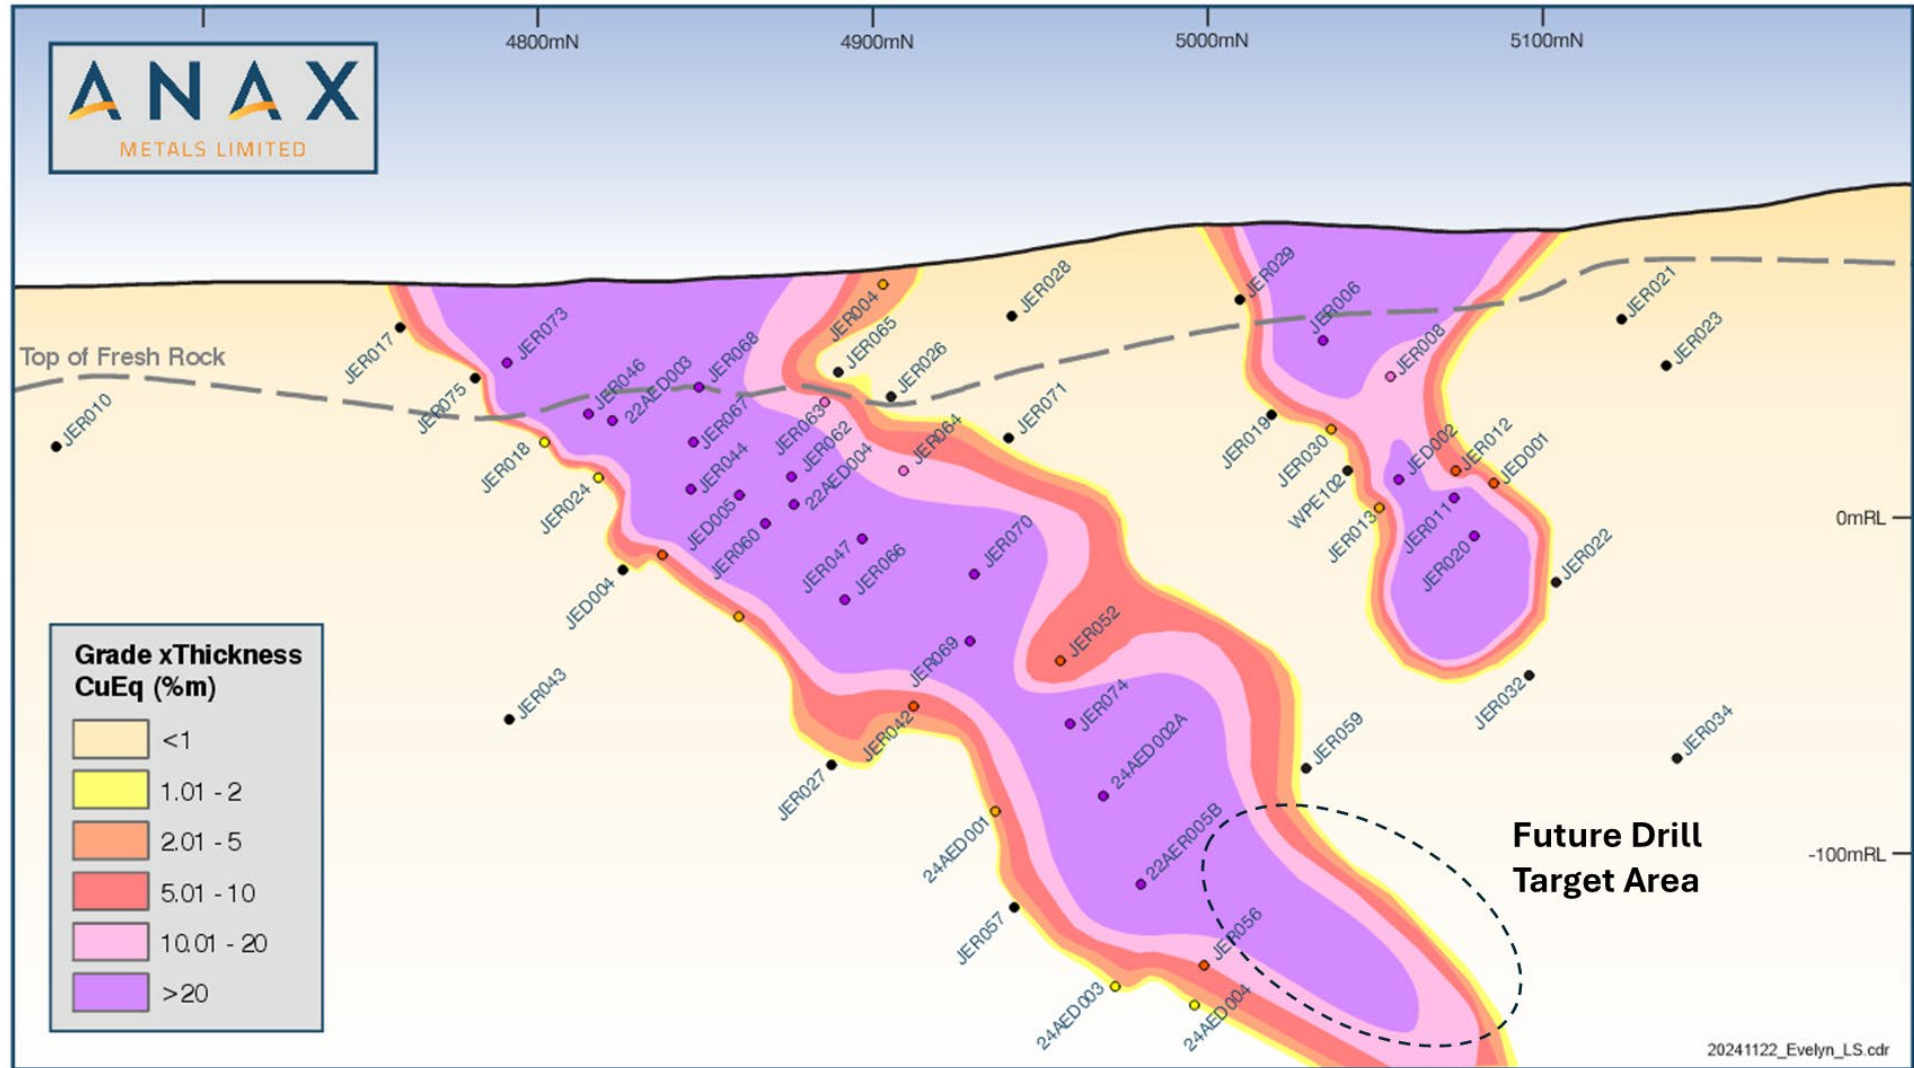 4800mN
4900mN
5000mN
5100mN
ANAX
METALS LIMITED
JER029
JER028
JER021
JER006
JER004
JER073
JER065
JER023
JER017
JER068
JER008
Top of Fresh Rock
JER026
JER046
22AED003
JER071
JER075
JER067
JER010
JER063
JER062
JER064
JER019
JER030
JED002
JER012
JED001
JER018
JER044
22AED004
WPE102
JER024
JED005
JER060
JER070
JER013
JER011
0mRL
JER047
JER066
JER020
JER022
JED004
JER052
JER069
Grade xThickness
CuEq (%m)
<1
1.01 - 2
2.01 - 5
5.01 - 10
10.01 - 20
>20
JER043
JER042
JER074
JER032
24AED002A
JER059
JER034
JER027
24AED001
22AER005B
Future Drill
Target Area
-100mRL
JER057
JER056
24AED003
24AED004
20241122_Evelyn_LS.cdr